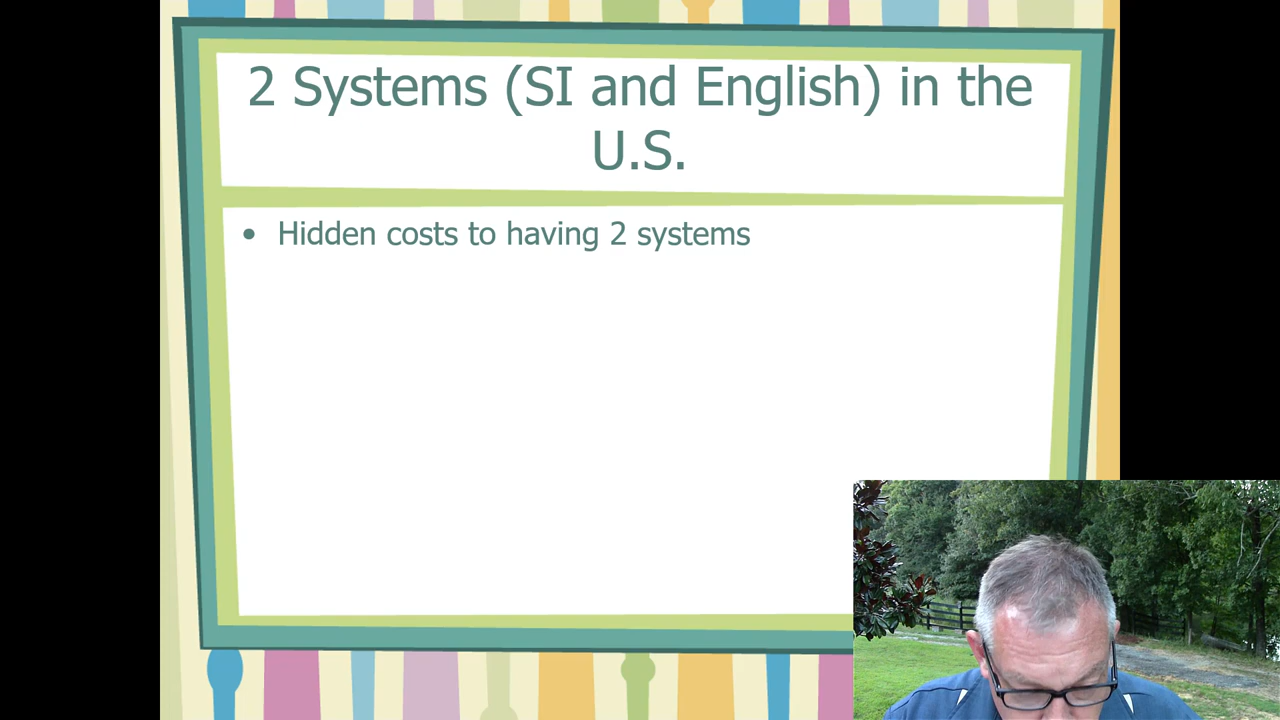 2 Systems (SI and English) in the
U.S.
• Hidden costs to having 2 systems